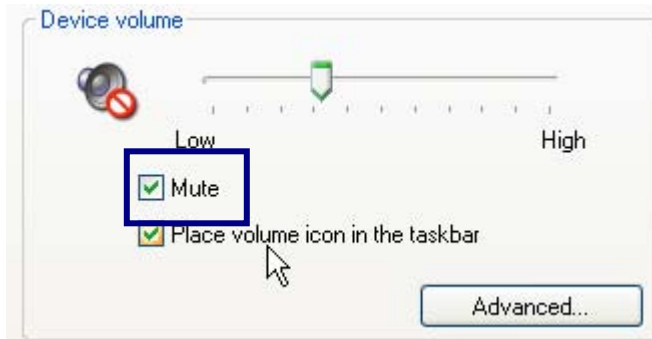 Device volume
Low High
Mute
Place volume icon in the taskbar
Advanced...